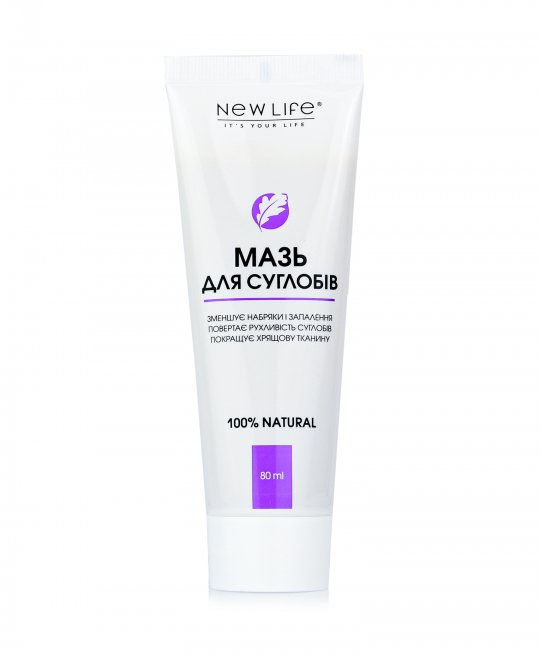 NEW LIFE®
IT'S YOUR LIFE
МАЗЬ
ДЛЯ СУГЛОБІВ
ЗМЕНШУЄ НАБРЯКИ І ЗАПАЛЕННЯ
ПОВЕРТАЄ РУХЛИВІСТЬ СУГЛОБІВ
ПОКРАЩУЄ ХРЯЩОВУ ТКАНИНУ
100% NATURAL
80 ml